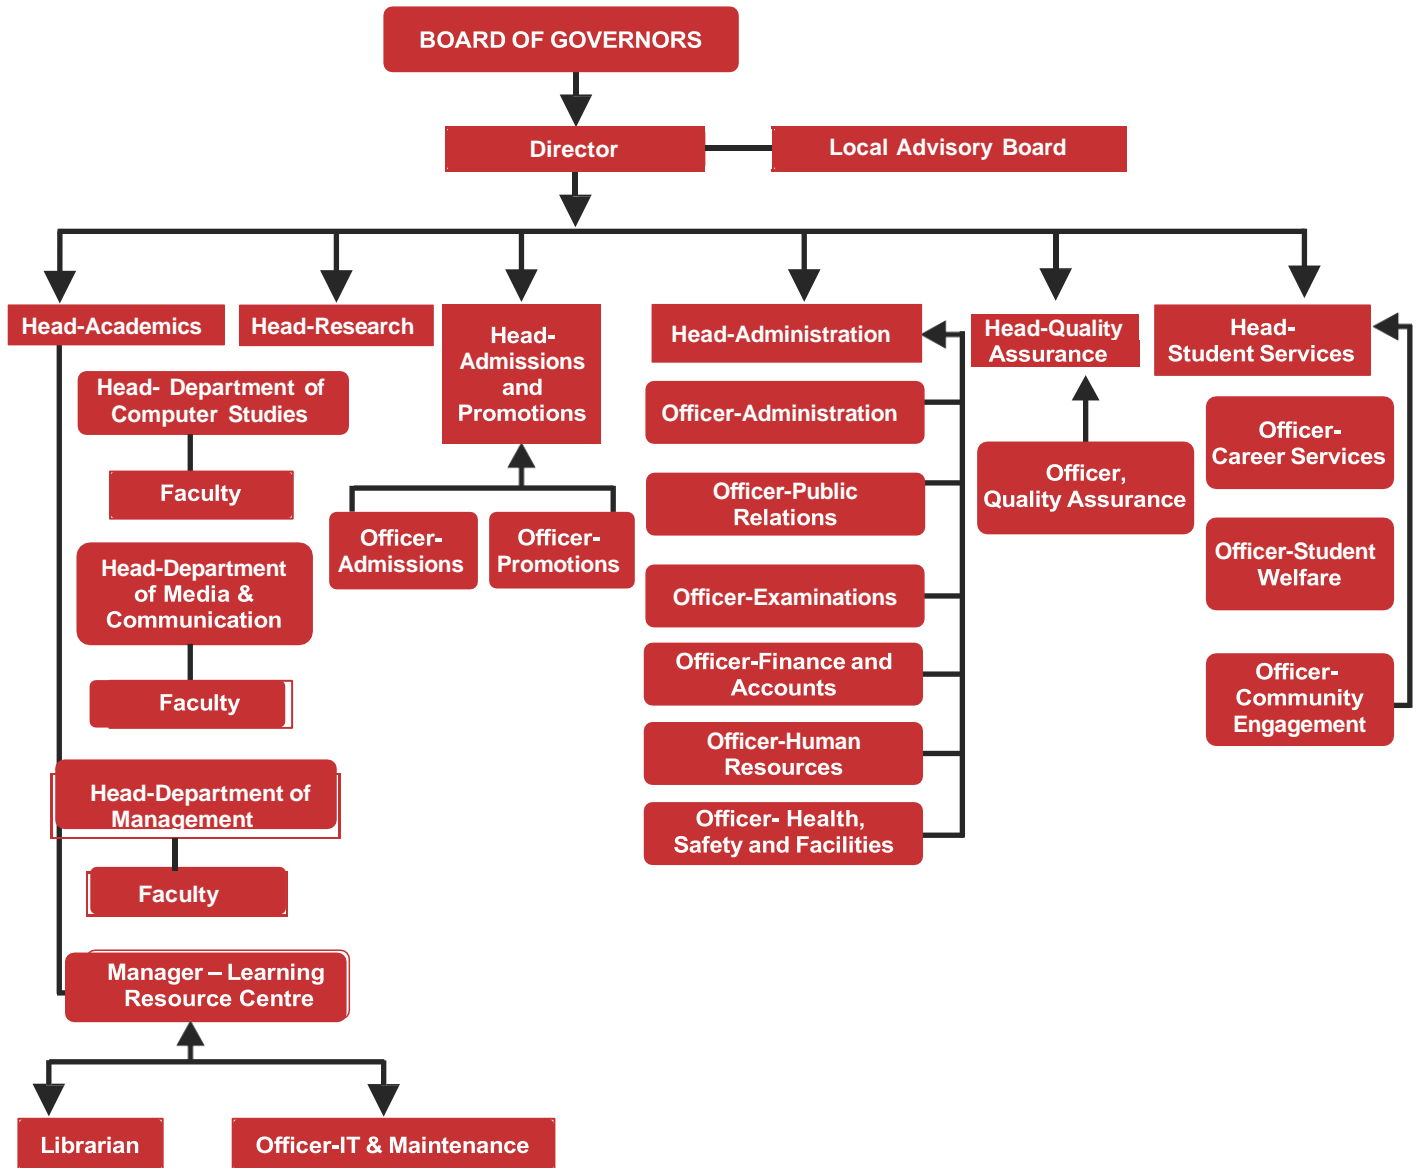 BOARD OF GOVERNORS
Director
Local Advisory Board
Head-Academics
Head-Research
Head-
Admissions
and
Promotions
Head-Administration
Head-Quality
Assurance
Head-
Student Services
Head- Department of
Computer Studies
Faculty
Head-Department
of Media &
Communication
Faculty
Head-Department of
Management
Faculty
Manager – Learning
Resource Centre
Librarian
Officer-IT & Maintenance
Officer-
Admissions
Officer-
Promotions
Officer-Administration
Officer-Public
Relations
Officer-Examinations
Officer-Finance and
Accounts
Officer-Human
Resources
Officer- Health,
Safety and Facilities
Officer,
Quality Assurance
Officer-
Career Services
Officer-Student
Welfare
Officer-
Community
Engagement